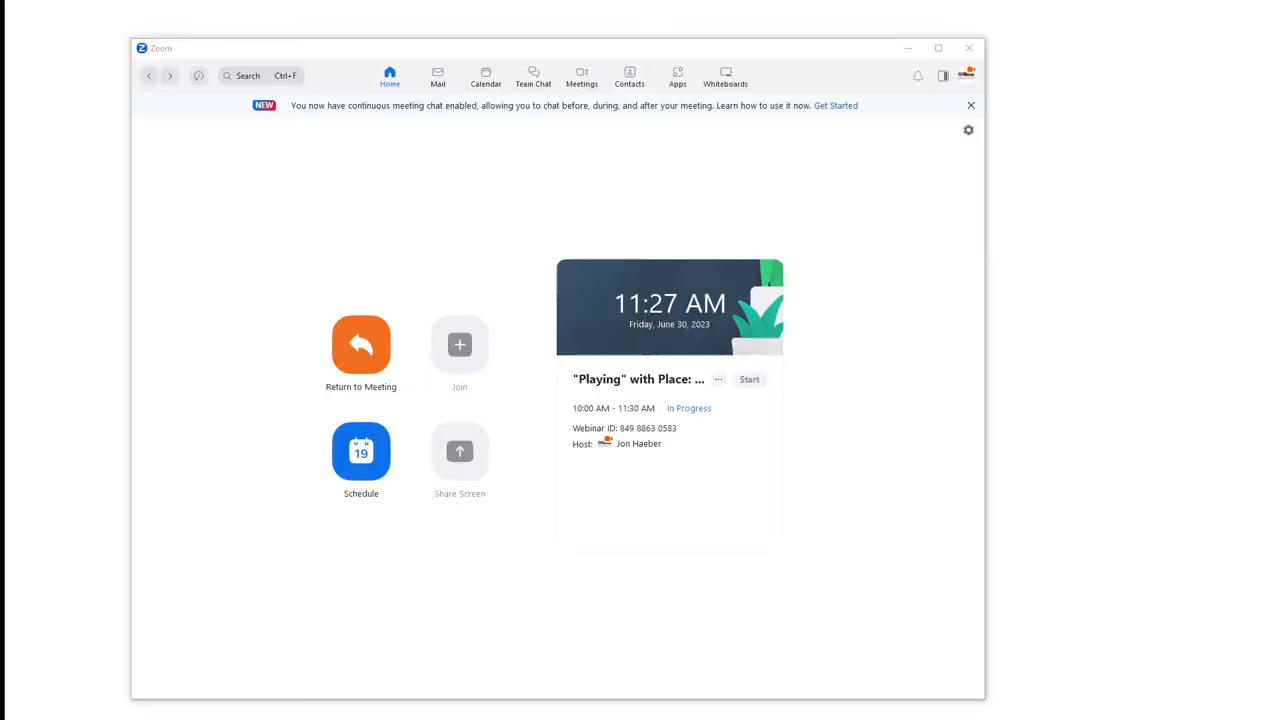 Zoom
Search Ctrl+F
Home
Mail
Calendar
Team Chat
Meetings
Contacts
Apps
Whiteboards
NEW You now have continuous meeting chat enabled, allowing you to chat before, during, and after your meeting. Learn how to use it now. Get Started
11:27 AM
Friday, June 30, 2023
Return to Meeting
Join
19
Schedule
Share Screen
"Playing" with Place: ... ... Start
10:00 AM - 11:30 AM In Progress
Webinar ID: 849 8863 0583
Host: Jon Haeber